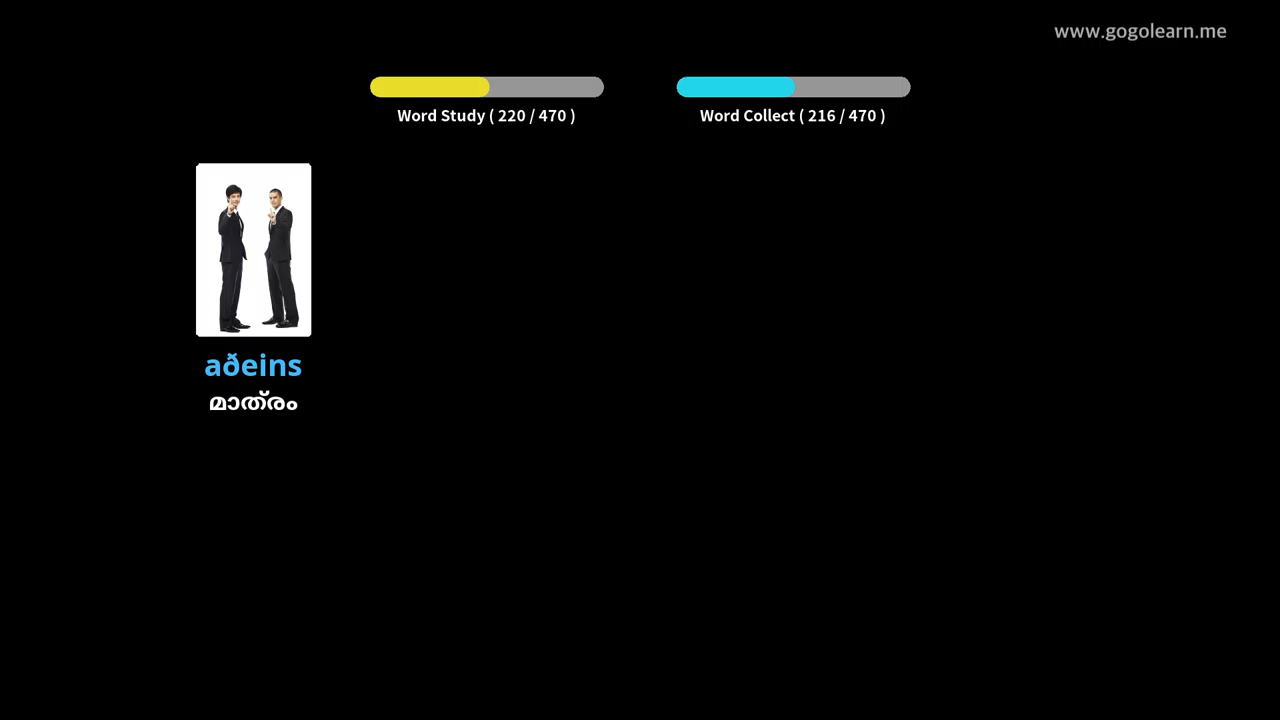 www.gogolearn.me
Word Study ( 220 / 470 )
Word Collect ( 216 / 470 )
aðeins
മാത്രം